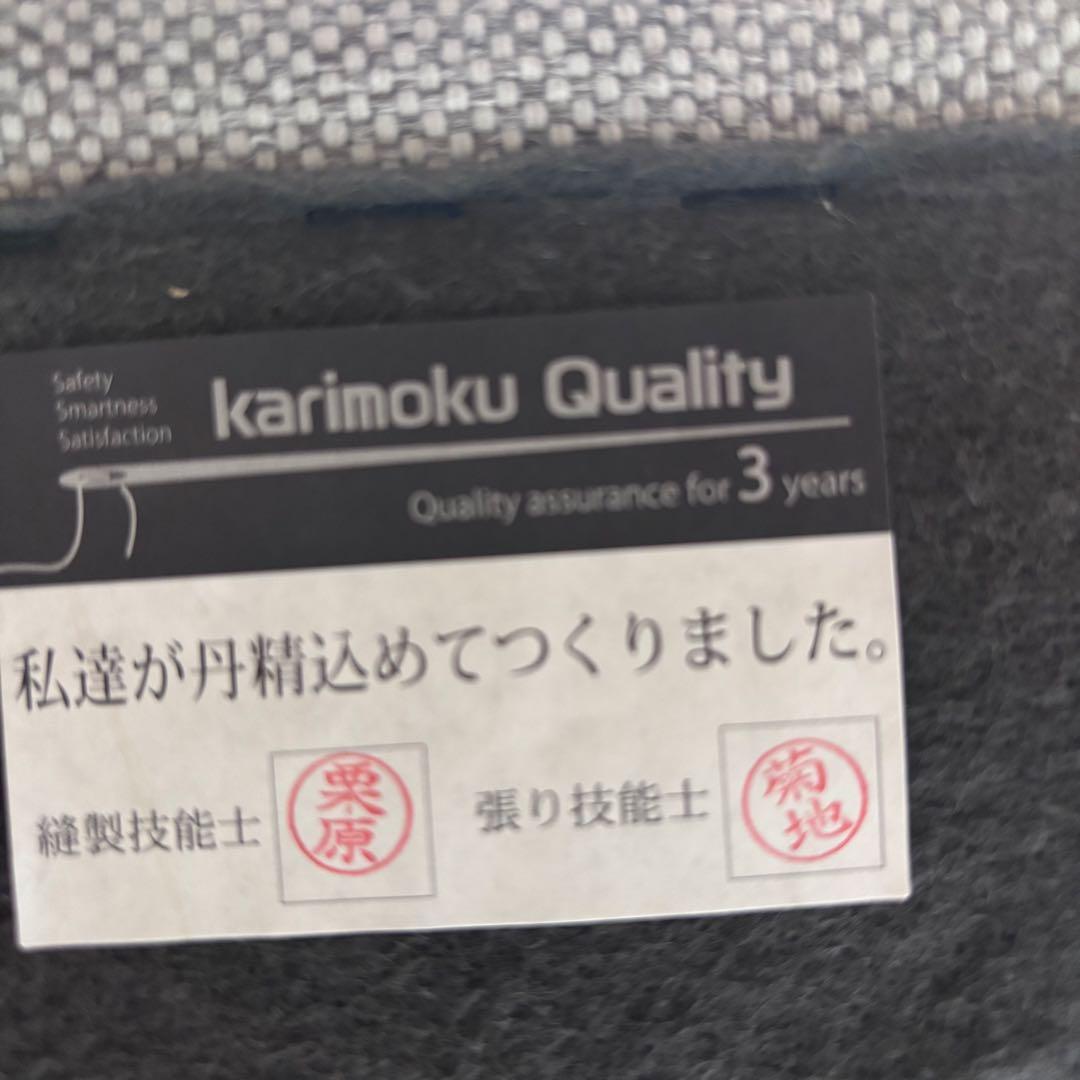 Safety
Smartness
Satisfaction
karimoku Quality
Quality assurance for 3 years
私達が丹精込めてつくりました。
縫製技能士
栗原
張り技能士
菊地